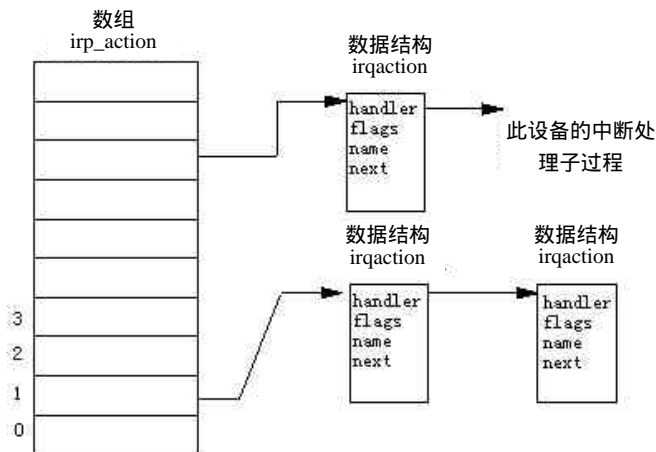 数组
irp_action
数据结构
irqaction
handler
flags
name
next
此设备的中断处
理子过程
数据结构
irqaction
handler
flags
name
next
数据结构
irqaction
handler
flags
name
next
3
2
1
0